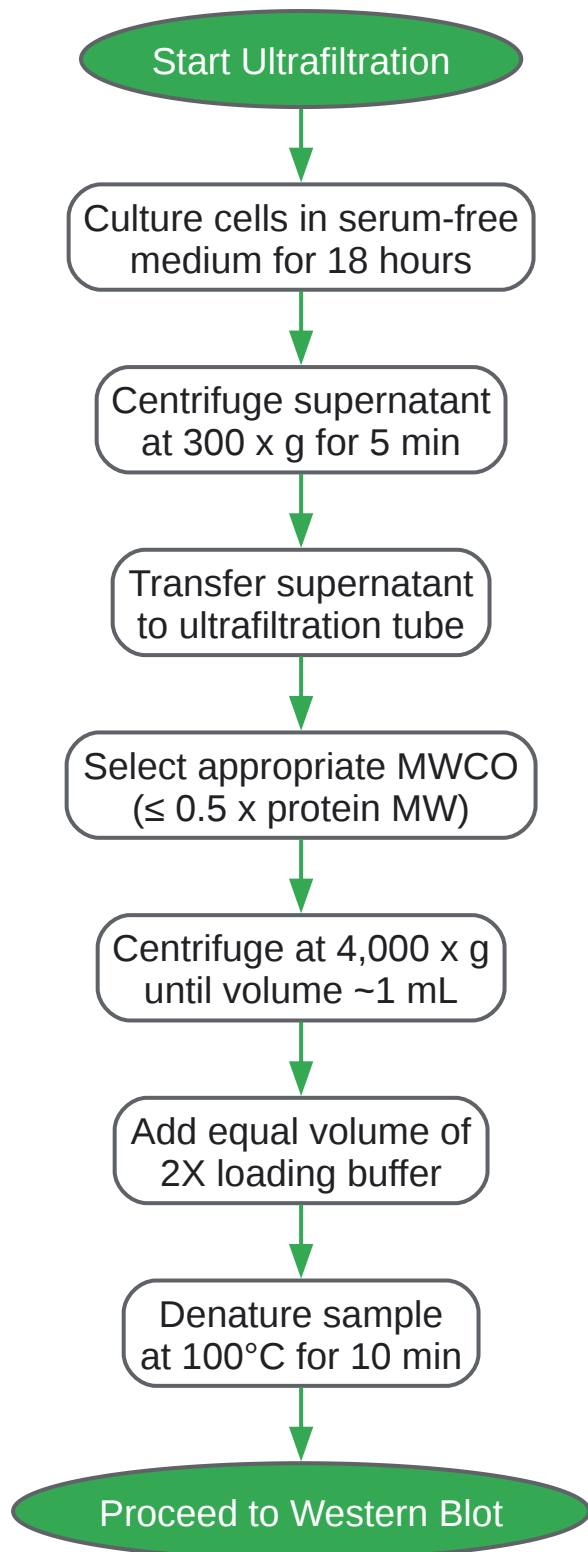 Start Ultrafiltration
Culture cells in serum-free
medium for 18 hours
Centrifuge supernatant
at 300 x g for 5 min
Transfer supernatant
to ultrafiltration tube
Select appropriate MWCO
(≤ 0.5 x protein MW)
Centrifuge at 4,000 x g
until volume ~1 mL
Add equal volume of
2X loading buffer
Denature sample
at 100°C for 10 min
Proceed to Western Blot